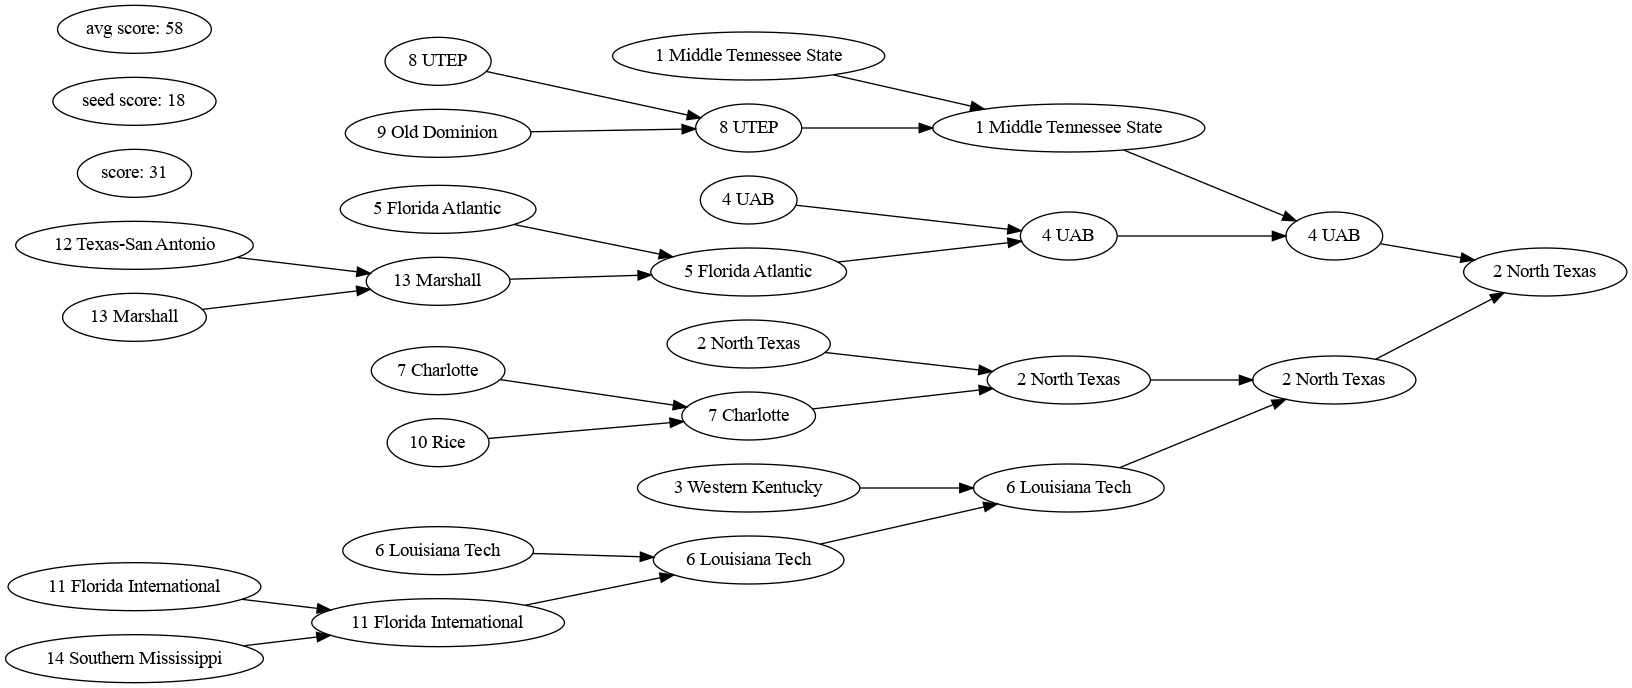 avg score: 58
seed score: 18
score: 31
12 Texas-San Antonio
13 Marshall
11 Florida International
14 Southern Mississippi
8 UTEP
9 Old Dominion
5 Florida Atlantic
13 Marshall
7 Charlotte
10 Rice
6 Louisiana Tech
11 Florida International
1 Middle Tennessee State
8 UTEP
4 UAB
5 Florida Atlantic
2 North Texas
7 Charlotte
3 Western Kentucky
6 Louisiana Tech
1 Middle Tennessee State
4 UAB
2 North Texas
6 Louisiana Tech
4 UAB
2 North Texas
2 North Texas